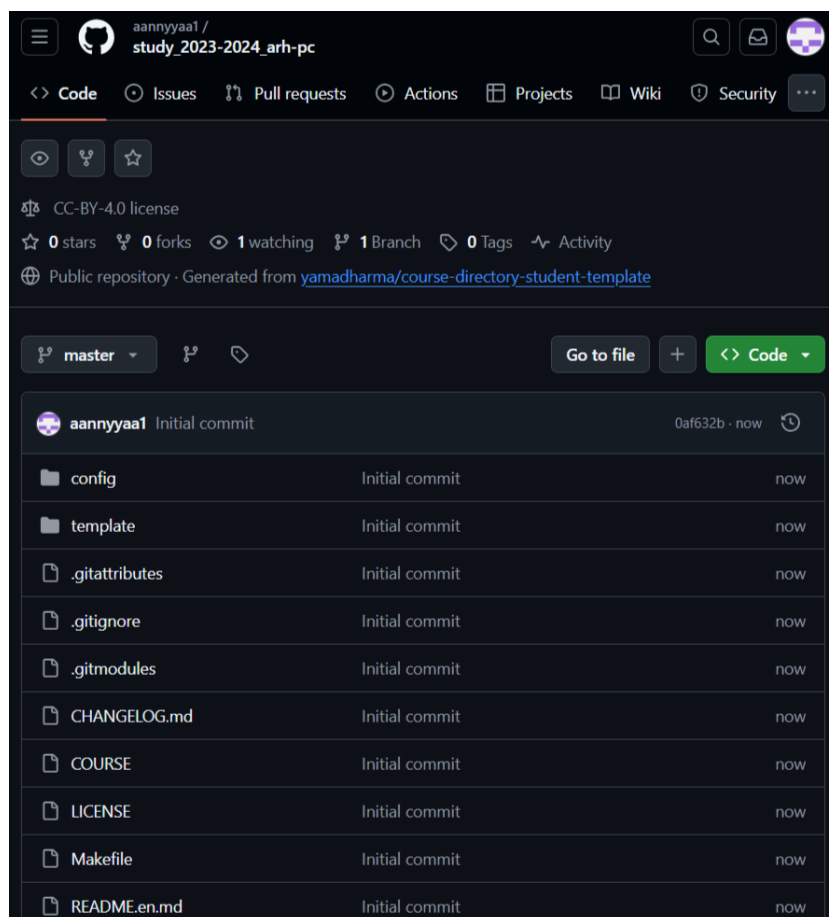 aannyyaa1 /
study_2023-2024_arh-pc
Code Issues Pull requests Actions Projects Wiki Security
CC-BY-4.0 license
0 stars 0 forks 1 watching 1 Branch 0 Tags Activity
Public repository · Generated from yamadharma/course-directory-student-template
master Go to file Code
aannyyaa1 Initial commit 0af632b · now
config Initial commit now
template Initial commit now
.gitattributes Initial commit now
.gitignore Initial commit now
.gitmodules Initial commit now
CHANGELOG.md Initial commit now
COURSE Initial commit now
LICENSE Initial commit now
Makefile Initial commit now
README.en.md Initial commit now